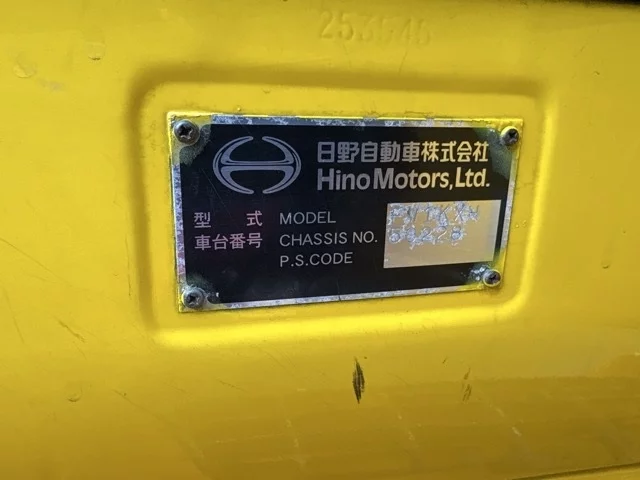 日野自動車株式会社
Hino Motors, Ltd.
型 式 MODEL
車台番号 CHASSIS NO.
P.S.CODE